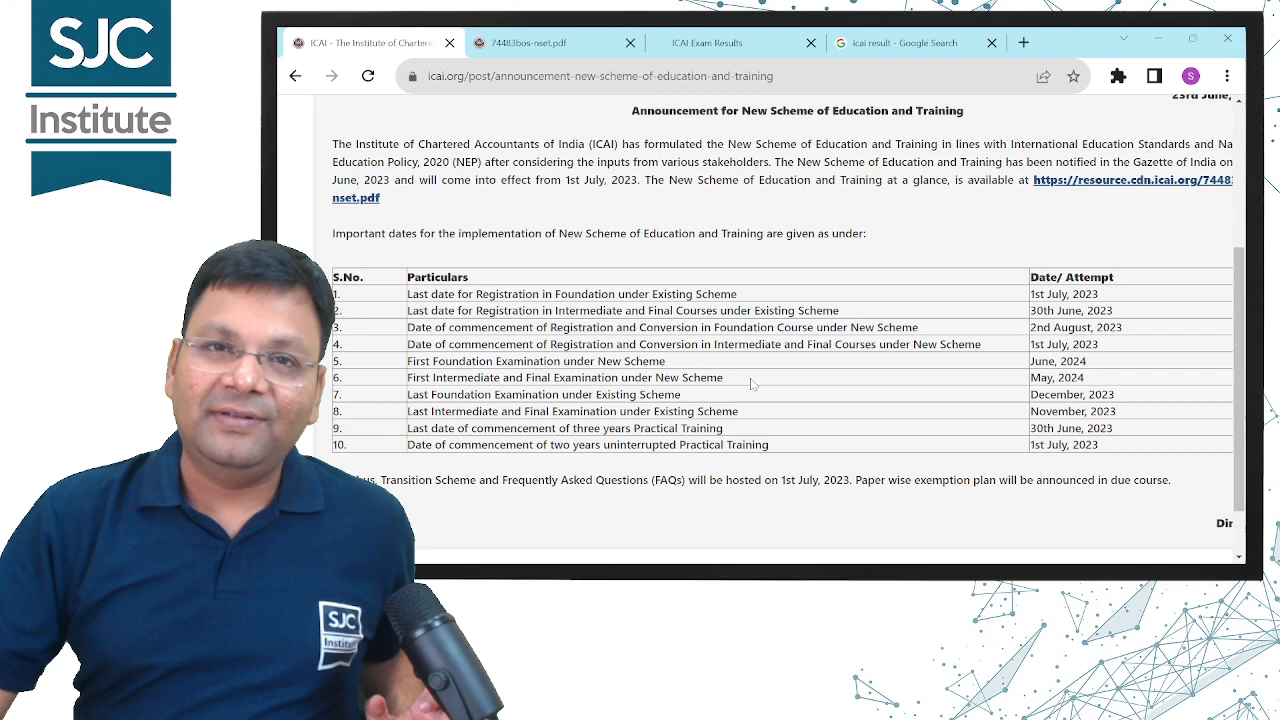 SJC
Institute
ICAI - The Institute of Chartere
74483bos-nset.pdf
ICAI Exam Results
icai result - Google Search
icai.org/post/announcement-new-scheme-of-education-and-training
S
23rd June,
Announcement for New Scheme of Education and Training
The Institute of Chartered Accountants of India (ICAI) has formulated the New Scheme of Education and Training in lines with International Education Standards and Na
Education Policy, 2020 (NEP) after considering the inputs from various stakeholders. The New Scheme of Education and Training has been notified in the Gazette of India on
June, 2023 and will come into effect from 1st July, 2023. The New Scheme of Education and Training at a glance, is available at https://resource.cdn.icai.org/7448
nset.pdf
Important dates for the implementation of New Scheme of Education and Training are given as under:
S.No. Particulars Date/ Attempt
1. Last date for Registration in Foundation under Existing Scheme 1st July, 2023
2. Last date for Registration in Intermediate and Final Courses under Existing Scheme 30th June, 2023
3. Date of commencement of Registration and Conversion in Foundation Course under New Scheme 2nd August, 2023
4. Date of commencement of Registration and Conversion in Intermediate and Final Courses under New Scheme 1st July, 2023
5. First Foundation Examination under New Scheme June, 2024
6. First Intermediate and Final Examination under New Scheme May, 2024
7. Last Foundation Examination under Existing Scheme December, 2023
8. Last Intermediate and Final Examination under Existing Scheme November, 2023
9. Last date of commencement of three years Practical Training 30th June, 2023
10. Date of commencement of two years uninterrupted Practical Training 1st July, 2023
Transition Scheme and Frequently Asked Questions (FAQs) will be hosted on 1st July, 2023. Paper wise exemption plan will be announced in due course.
Dir
SJC
Institute